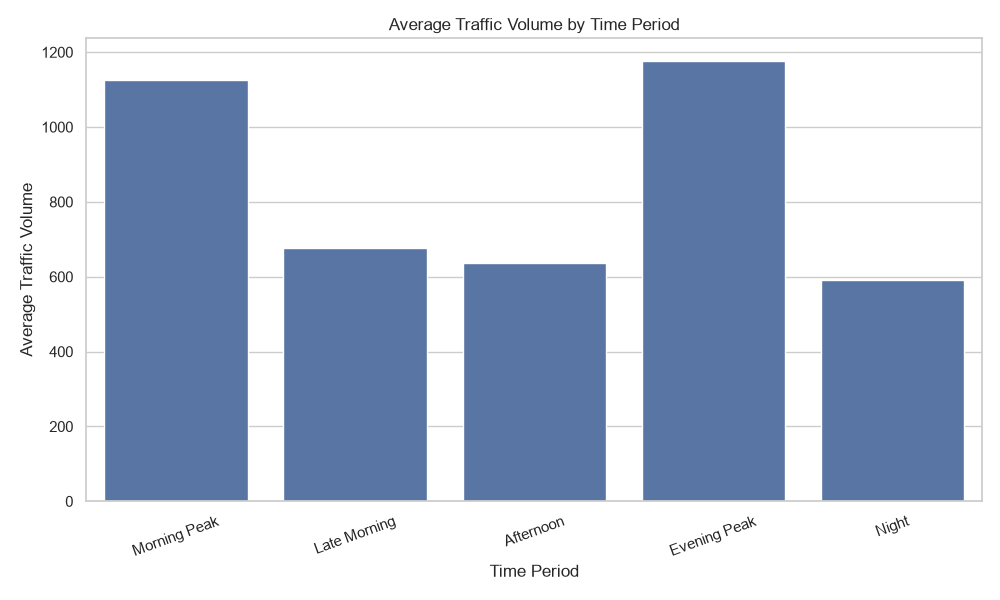 Average Traffic Volume by Time Period
Average Traffic Volume
1200
1000
800
600
400
200
0
Morning Peak
Late Morning
Afternoon
Evening Peak
Night
Time Period